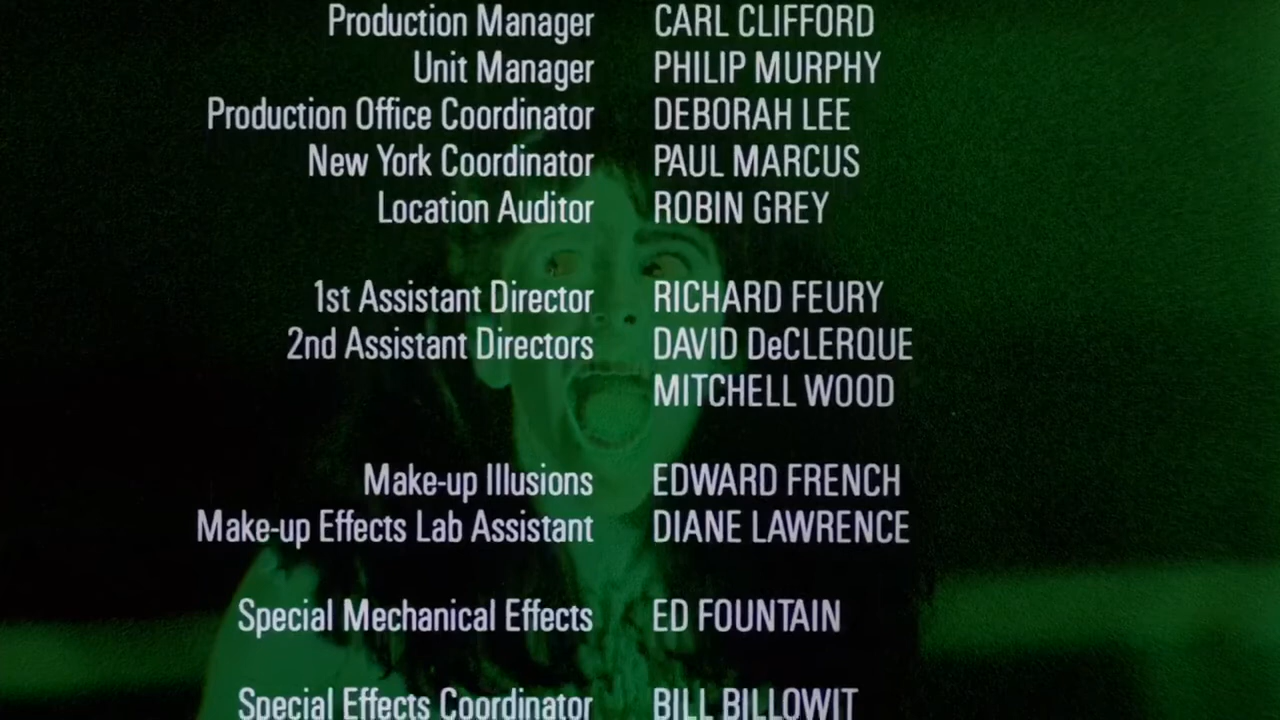 Production Manager CARL CLIFFORD
Unit Manager PHILIP MURPHY
Production Office Coordinator DEBORAH LEE
New York Coordinator PAUL MARCUS
Location Auditor ROBIN GREY
1st Assistant Director RICHARD FEURY
2nd Assistant Directors DAVID DeCLERQUE
MITCHELL WOOD
Make-up Illusions EDWARD FRENCH
Make-up Effects Lab Assistant DIANE LAWRENCE
Special Mechanical Effects ED FOUNTAIN
Special Effects Coordinator BILL BILLOWIT